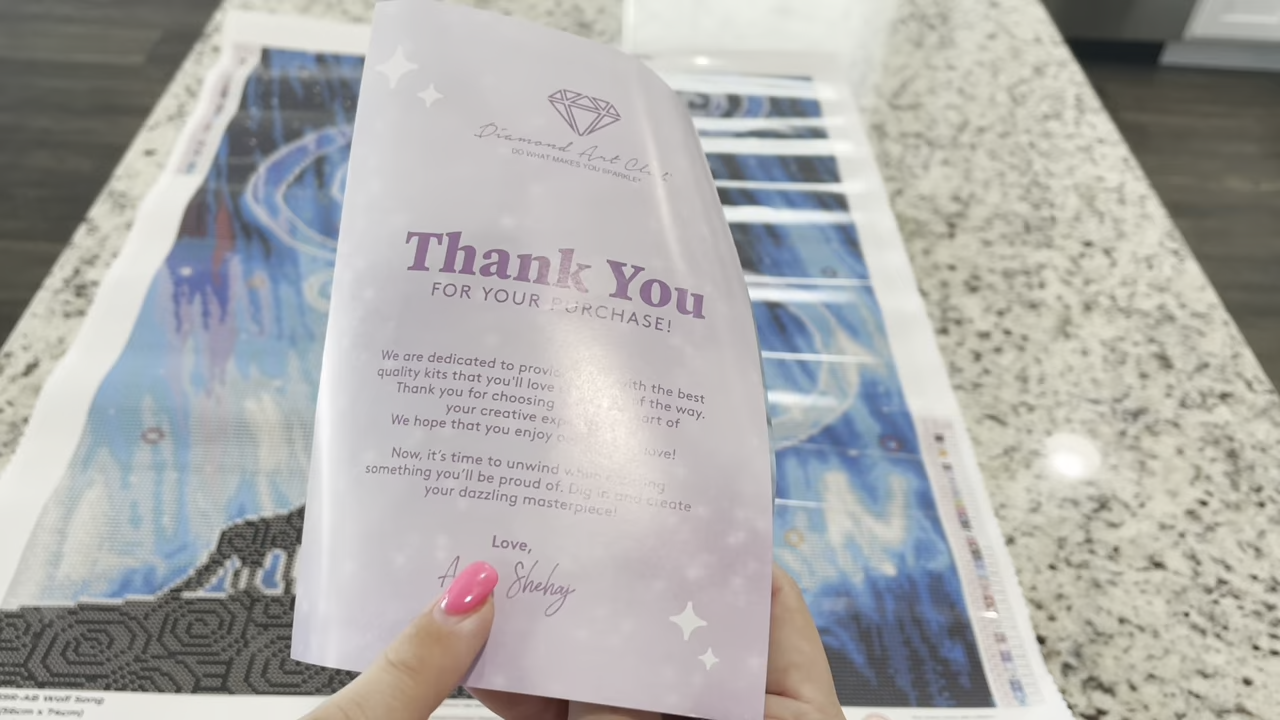 Diamond Art Club
DO WHAT MAKES YOU SPARKLE
Thank You
FOR YOUR PURCHASE!
We are dedicated to with the best
quality kits that you'll love of the way.
Thank you for choosing art of
your creative
We hope that you enjoy love!
Now, it's time to unwind
something you'll be proud of. Dig in and create
your dazzling masterpiece!
Love,
Shehaj
Wolf Song